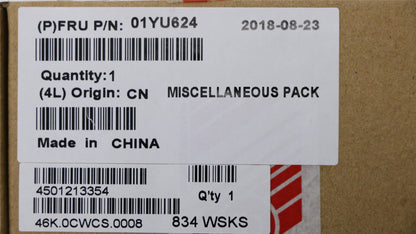 (P)FRU P/N: 01YU624 2018-08-23
Quantity:1
(4L) Origin: CN MISCELLANEOUS PACK
Made in CHINA
4501213354 Q'ty 1
46K.0CWCS.0008 834 WSKS